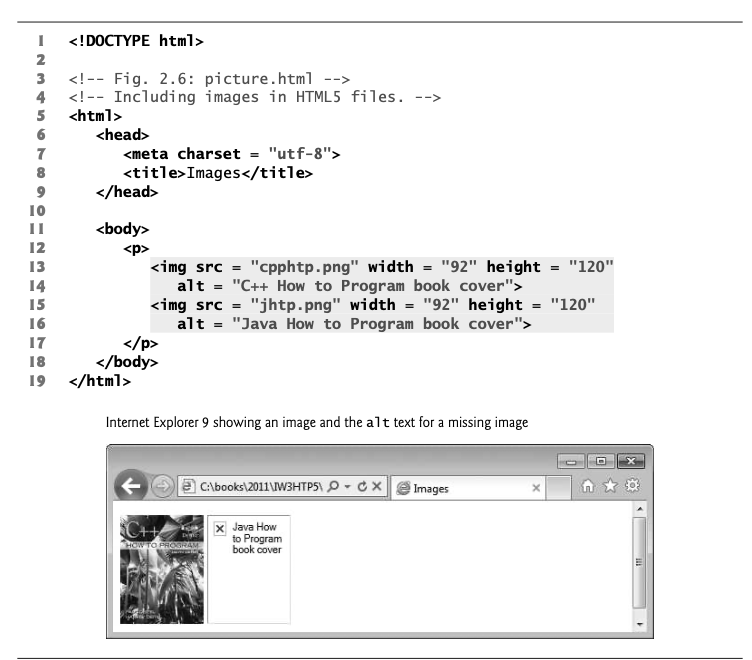 1 <!DOCTYPE html>
2
3 <!-- Fig. 2.6: picture.html -->
4 <!-- Including images in HTML5 files. -->
5 <html>
6 <head>
7 <meta charset = "utf-8">
8 <title>Images</title>
9 </head>
10
11 <body>
12 <p>
13 <img src = "cpphtp.png" width = "92" height = "120"
14 alt = "C++ How to Program book cover">
15 <img src = "jhtp.png" width = "92" height = "120"
16 alt = "Java How to Program book cover">
17 </p>
18 </body>
19 </html>
Internet Explorer 9 showing an image and the alt text for a missing image
C:\books\2011\IW3HTP5\
Images
C++
HOW TO PROGRAM
Java How
to Program
book cover